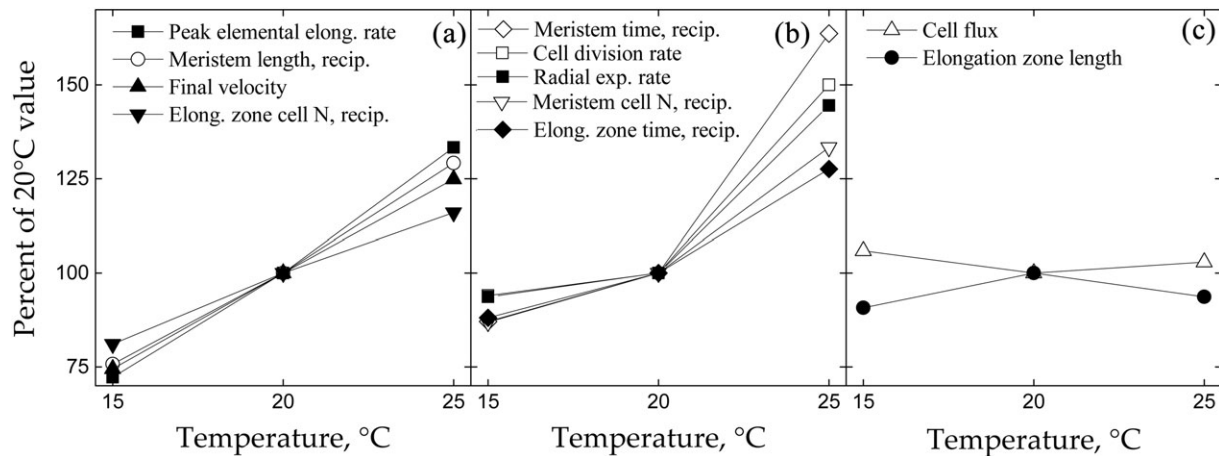 Percent of 20°C value
150
125
100
75
(a)
Peak elemental elong. rate
Meristem length, recip.
Final velocity
Elong. zone cell N, recip.
15
20
25
Temperature, °C
(b)
Meristem time, recip.
Cell division rate
Radial exp. rate
Meristem cell N, recip.
Elong. zone time, recip.
15
20
25
Temperature, °C
(c)
Cell flux
Elongation zone length
15
20
25
Temperature, °C